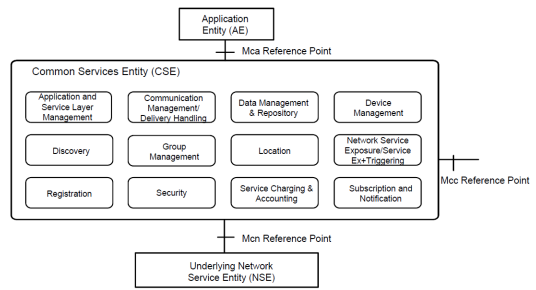 Application
Entity (AE)
Mca Reference Point
Common Services Entity (CSE)
Application and
Service Layer
Management
Communication
Management/
Delivery Handling
Data Management
& Repository
Device
Management
Discovery
Group
Management
Location
Network Service
Exposure/Service
Ex+Triggering
Registration
Security
Service Charging &
Accounting
Subscription and
Notification
Mcc Reference Point
Mcn Reference Point
Underlying Network
Service Entity (NSE)